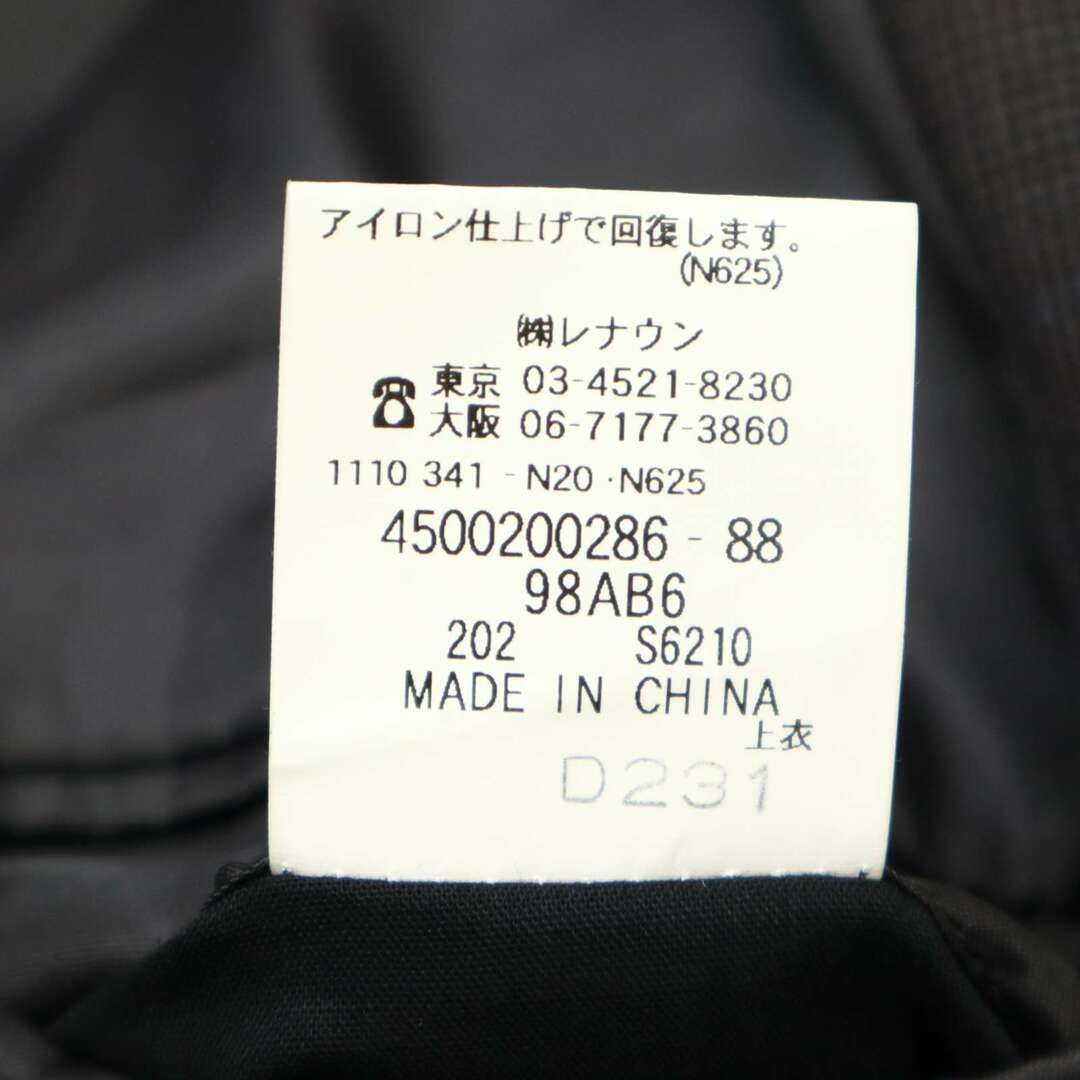 アイロン仕上げで回復します。
(N625)
㈱レナウン
☎東京 03-4521-8230
大阪 06-7177-3860
1110 341 - N20 ·N625
4500200286 - 88
98AB6
202 S6210
MADE IN CHINA
上衣
D231